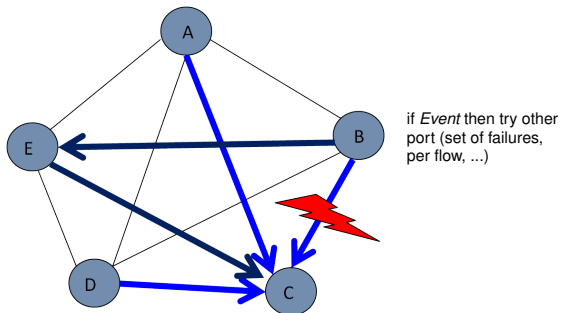 A
B
E
D
C
if Event then try other
port (set of failures,
per flow, ...)